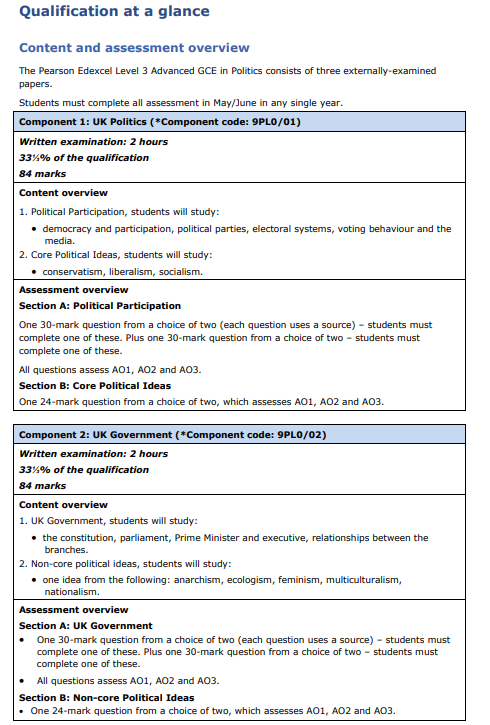 Qualification at a glance
Content and assessment overview
The Pearson Edexcel Level 3 Advanced GCE in Politics consists of three externally-examined
papers.
Students must complete all assessment in May/June in any single year.
Component 1: UK Politics (*Component code: 9PL0/01)
Written examination: 2 hours
33⅓% of the qualification
84 marks
Content overview
1. Political Participation, students will study:
• democracy and participation, political parties, electoral systems, voting behaviour and the
media.
2. Core Political Ideas, students will study:
• conservatism, liberalism, socialism.
Assessment overview
Section A: Political Participation
One 30-mark question from a choice of two (each question uses a source) – students must
complete one of these. Plus one 30-mark question from a choice of two – students must
complete one of these.
All questions assess AO1, AO2 and AO3.
Section B: Core Political Ideas
One 24-mark question from a choice of two, which assesses AO1, AO2 and AO3.
Component 2: UK Government (*Component code: 9PL0/02)
Written examination: 2 hours
33⅓% of the qualification
84 marks
Content overview
1. UK Government, students will study:
• the constitution, parliament, Prime Minister and executive, relationships between the
branches.
2. Non-core political ideas, students will study:
• one idea from the following: anarchism, ecologism, feminism, multiculturalism,
nationalism.
Assessment overview
Section A: UK Government
• One 30-mark question from a choice of two (each question uses a source) – students must
complete one of these. Plus one 30-mark question from a choice of two – students must
complete one of these.
• All questions assess AO1, AO2 and AO3.
Section B: Non-core Political Ideas
• One 24-mark question from a choice of two, which assesses AO1, AO2 and AO3.